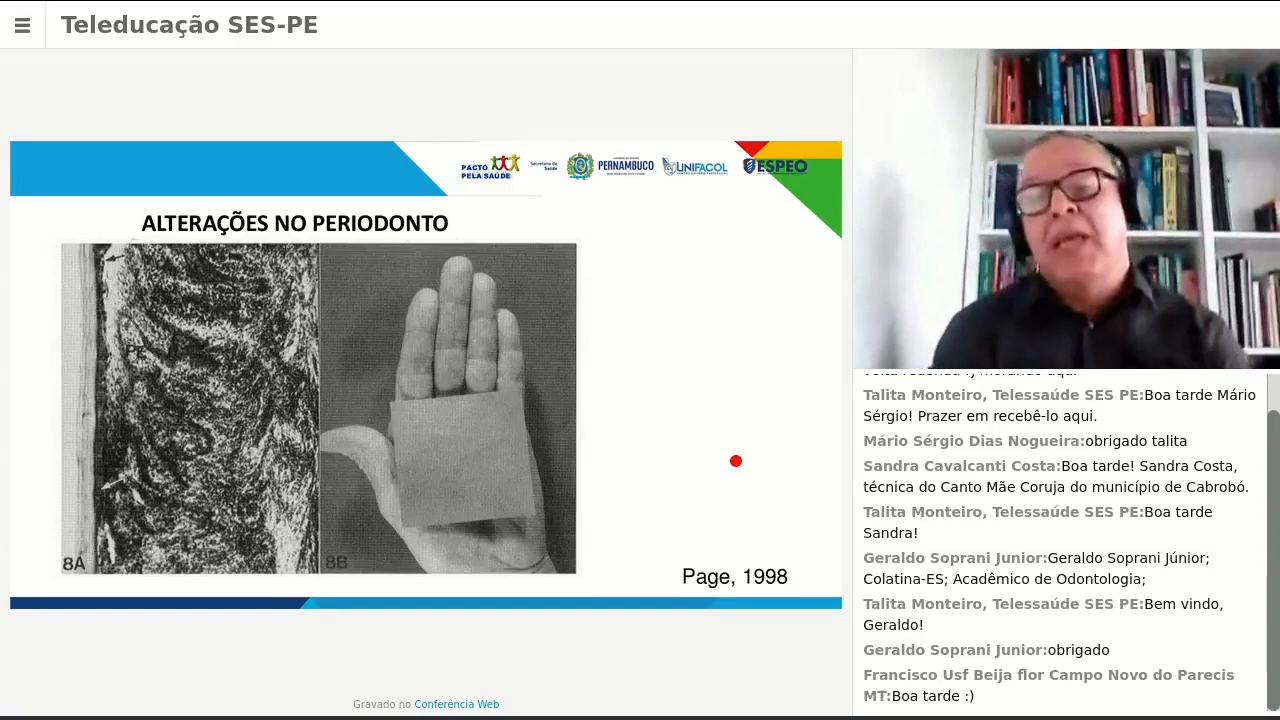 Teleducação SES-PE
PACTO
PELA SAÚDE
Secretaria de
Saúde
PERNAMBUCO
UNIFACOL
ESPEO
ALTERAÇÕES NO PERIODONTO
PE
8A
8B
Page, 1998
Gravado no Conferência Web
Talita Monteiro, Telessaúde SES PE:Boa tarde Mário
Sérgio! Prazer em recebê-lo aqui.
Mário Sérgio Dias Nogueira:obrigado talita
Sandra Cavalcanti Costa:Boa tarde! Sandra Costa,
técnica do Canto Mãe Coruja do município de Cabrobó.
Talita Monteiro, Telessaúde SES PE:Boa tarde
Sandra!
Geraldo Soprani Junior:Geraldo Soprani Júnior;
Colatina-ES; Acadêmico de Odontologia;
Talita Monteiro, Telessaúde SES PE:Bem vindo,
Geraldo!
Geraldo Soprani Junior:obrigado
Francisco Usf Beija flor Campo Novo do Parecis
MT:Boa tarde :)